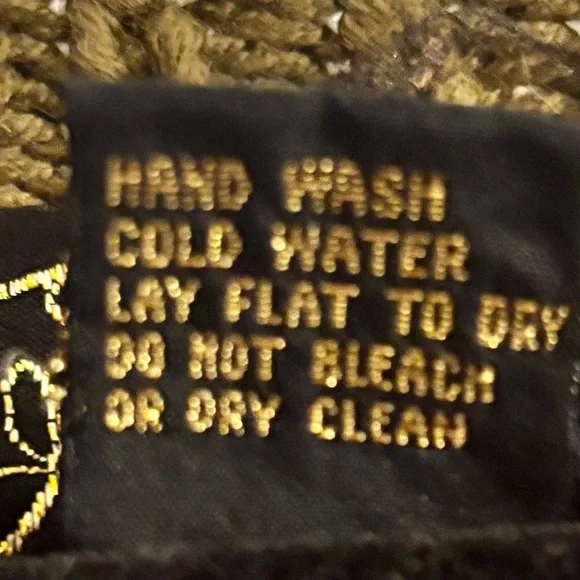 HAND WASH
COLD WATER
LAY FLAT TO DRY
DO NOT BLEACH
OR DRY CLEAN